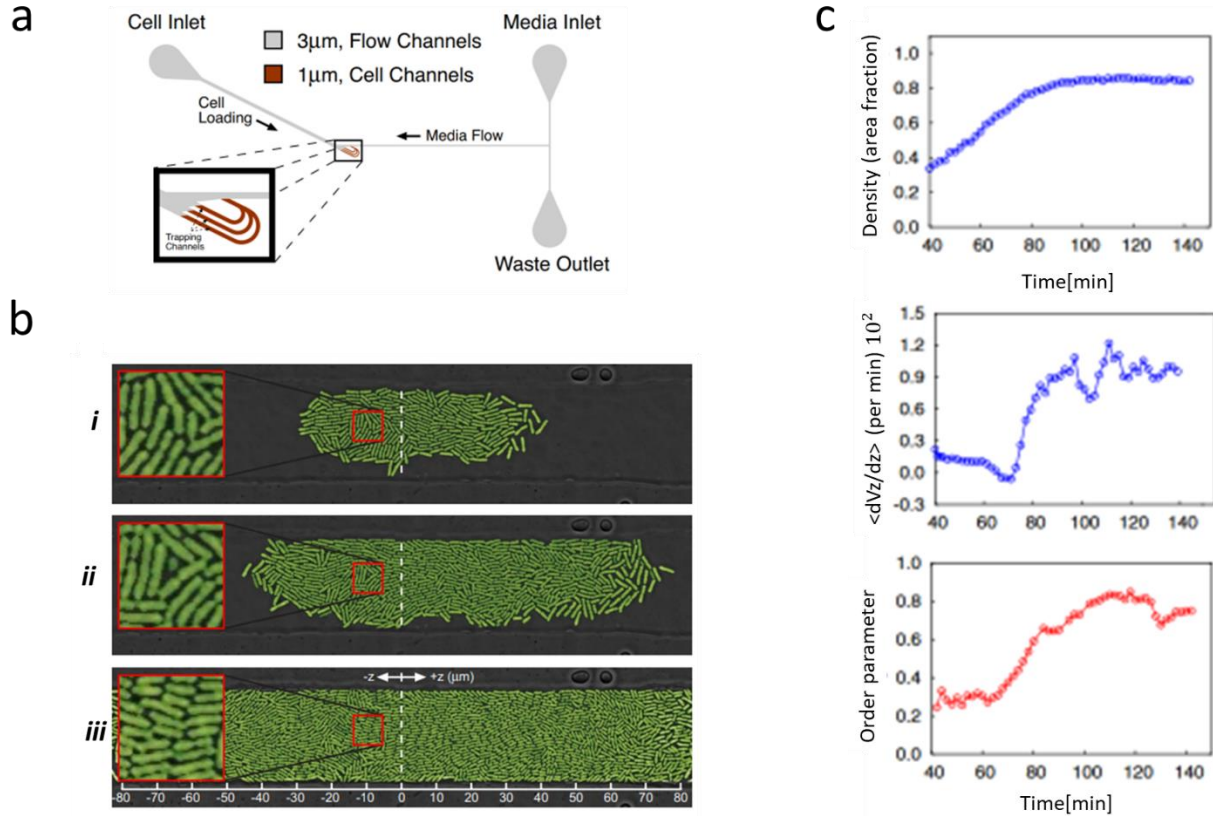 a
Cell Inlet
Media Inlet
3μm, Flow Channels
1μm, Cell Channels
Cell
Loading
Media Flow
Trapping
Channels
Waste Outlet
b
i
ii
iii
-z +z (μm)
-80 -70 -60 -50 -40 -30 -20 -10 0 10 20 30 40 50 60 70 80
c
Density (area fraction)
1.0
0.8
0.6
0.4
0.2
0.0
40 60 80 100 120 140
Time[min]
<dVz/dz> (per min) 10²
1.5
1.2
0.9
0.3
0.0
-0.3
40 60 80 100 120 140
Order parameter
1.0
0.8
0.6
0.4
0.2
0.0
40 60 80 100 120 140
Time[min]